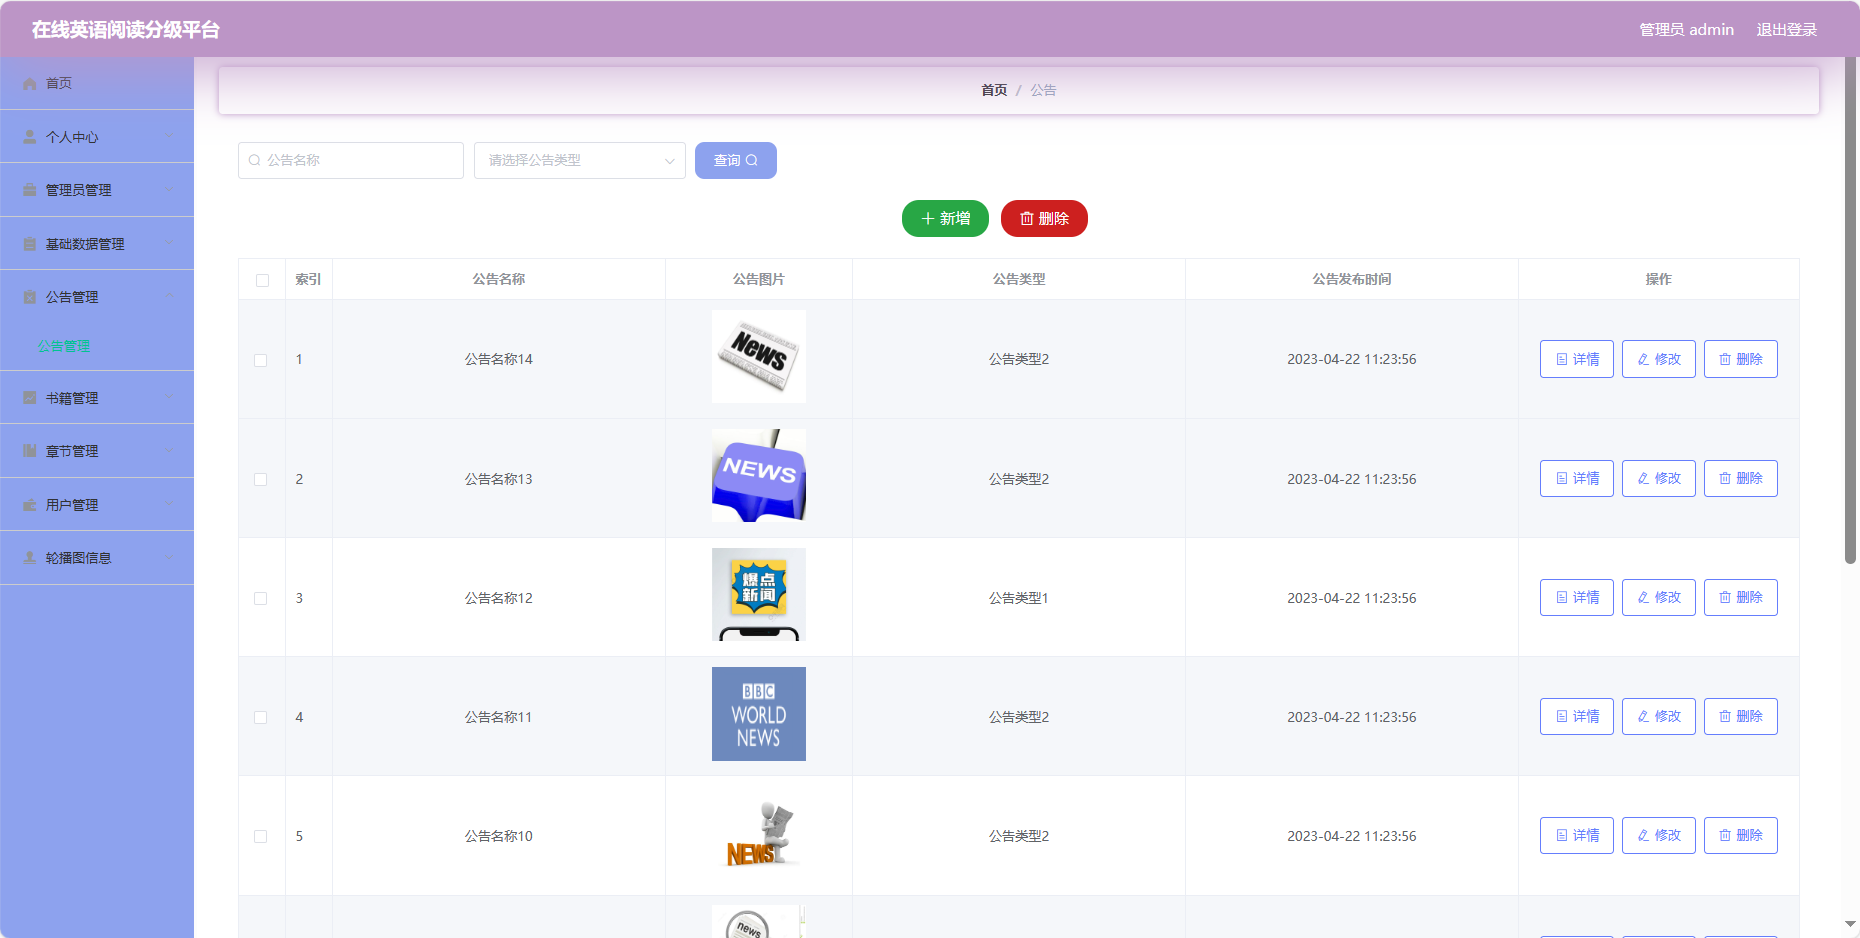 在线英语阅读分级平台
管理员 admin 退出登录
首页
个人中心
管理员管理
基础数据管理
公告管理
公告管理
书籍管理
章节管理
用户管理
轮播图信息
首页 / 公告
公告名称 请选择公告类型 查询
新增 删除
索引 公告名称 公告图片 公告类型 公告发布时间 操作
1 公告名称14 News 公告类型2 2023-04-22 11:23:56 详情 修改 删除
2 公告名称13 NEWS 公告类型2 2023-04-22 11:23:56 详情 修改 删除
3 公告名称12 爆点 公告类型1 2023-04-22 11:23:56 详情 修改 删除
新闻
4 公告名称11 BBC 公告类型2 2023-04-22 11:23:56 详情 修改 删除
WORLD
NEWS
5 公告名称10 NEWS 公告类型2 2023-04-22 11:23:56 详情 修改 删除
news